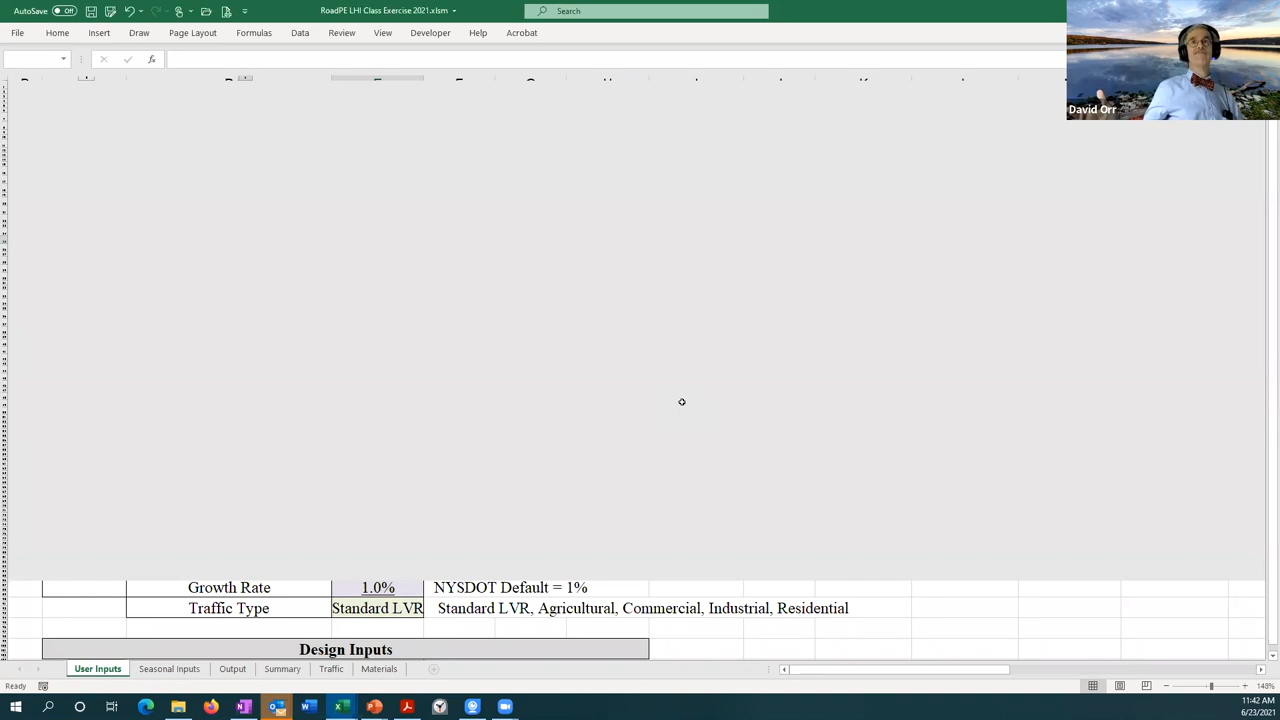 AutoSave Off RoadPE LHI Class Exercise 2021.xlsm Search
File Home Insert Draw Page Layout Formulas Data Review View Developer Help Acrobat
fx
David Orr
Growth Rate 1.0% NYSDOT Default = 1%
Traffic Type Standard LVR Standard LVR, Agricultural, Commercial, Industrial, Residential
Design Inputs
User Inputs Seasonal Inputs Output Summary Traffic Materials
Ready 148%
11:42 AM
6/23/2021